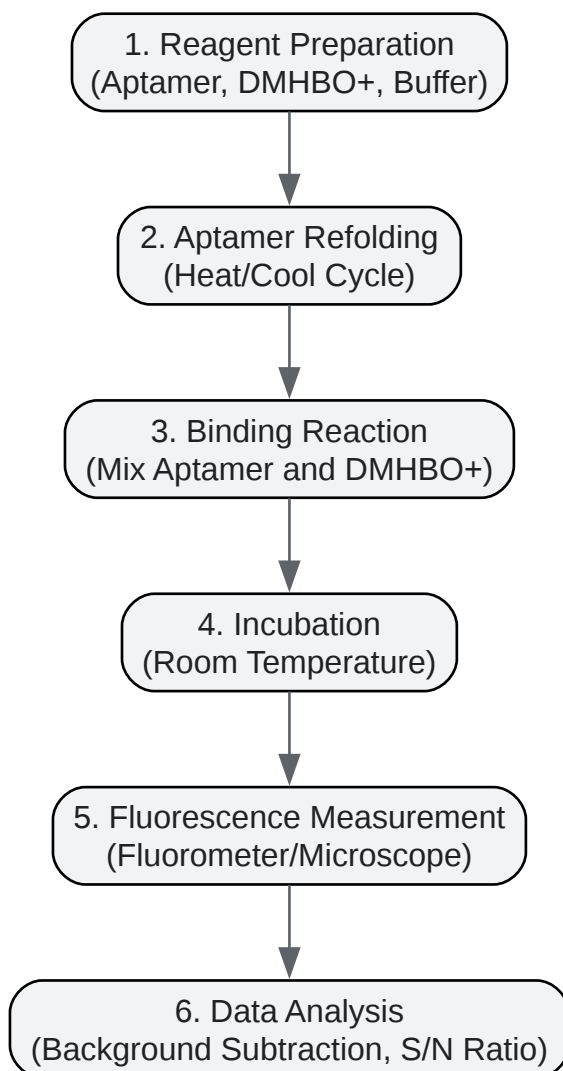 1. Reagent Preparation
(Aptamer, DMHBO+, Buffer)
2. Aptamer Refolding
(Heat/Cool Cycle)
3. Binding Reaction
(Mix Aptamer and DMHBO+)
4. Incubation
(Room Temperature)
5. Fluorescence Measurement
(Fluorometer/Microscope)
6. Data Analysis
(Background Subtraction, S/N Ratio)